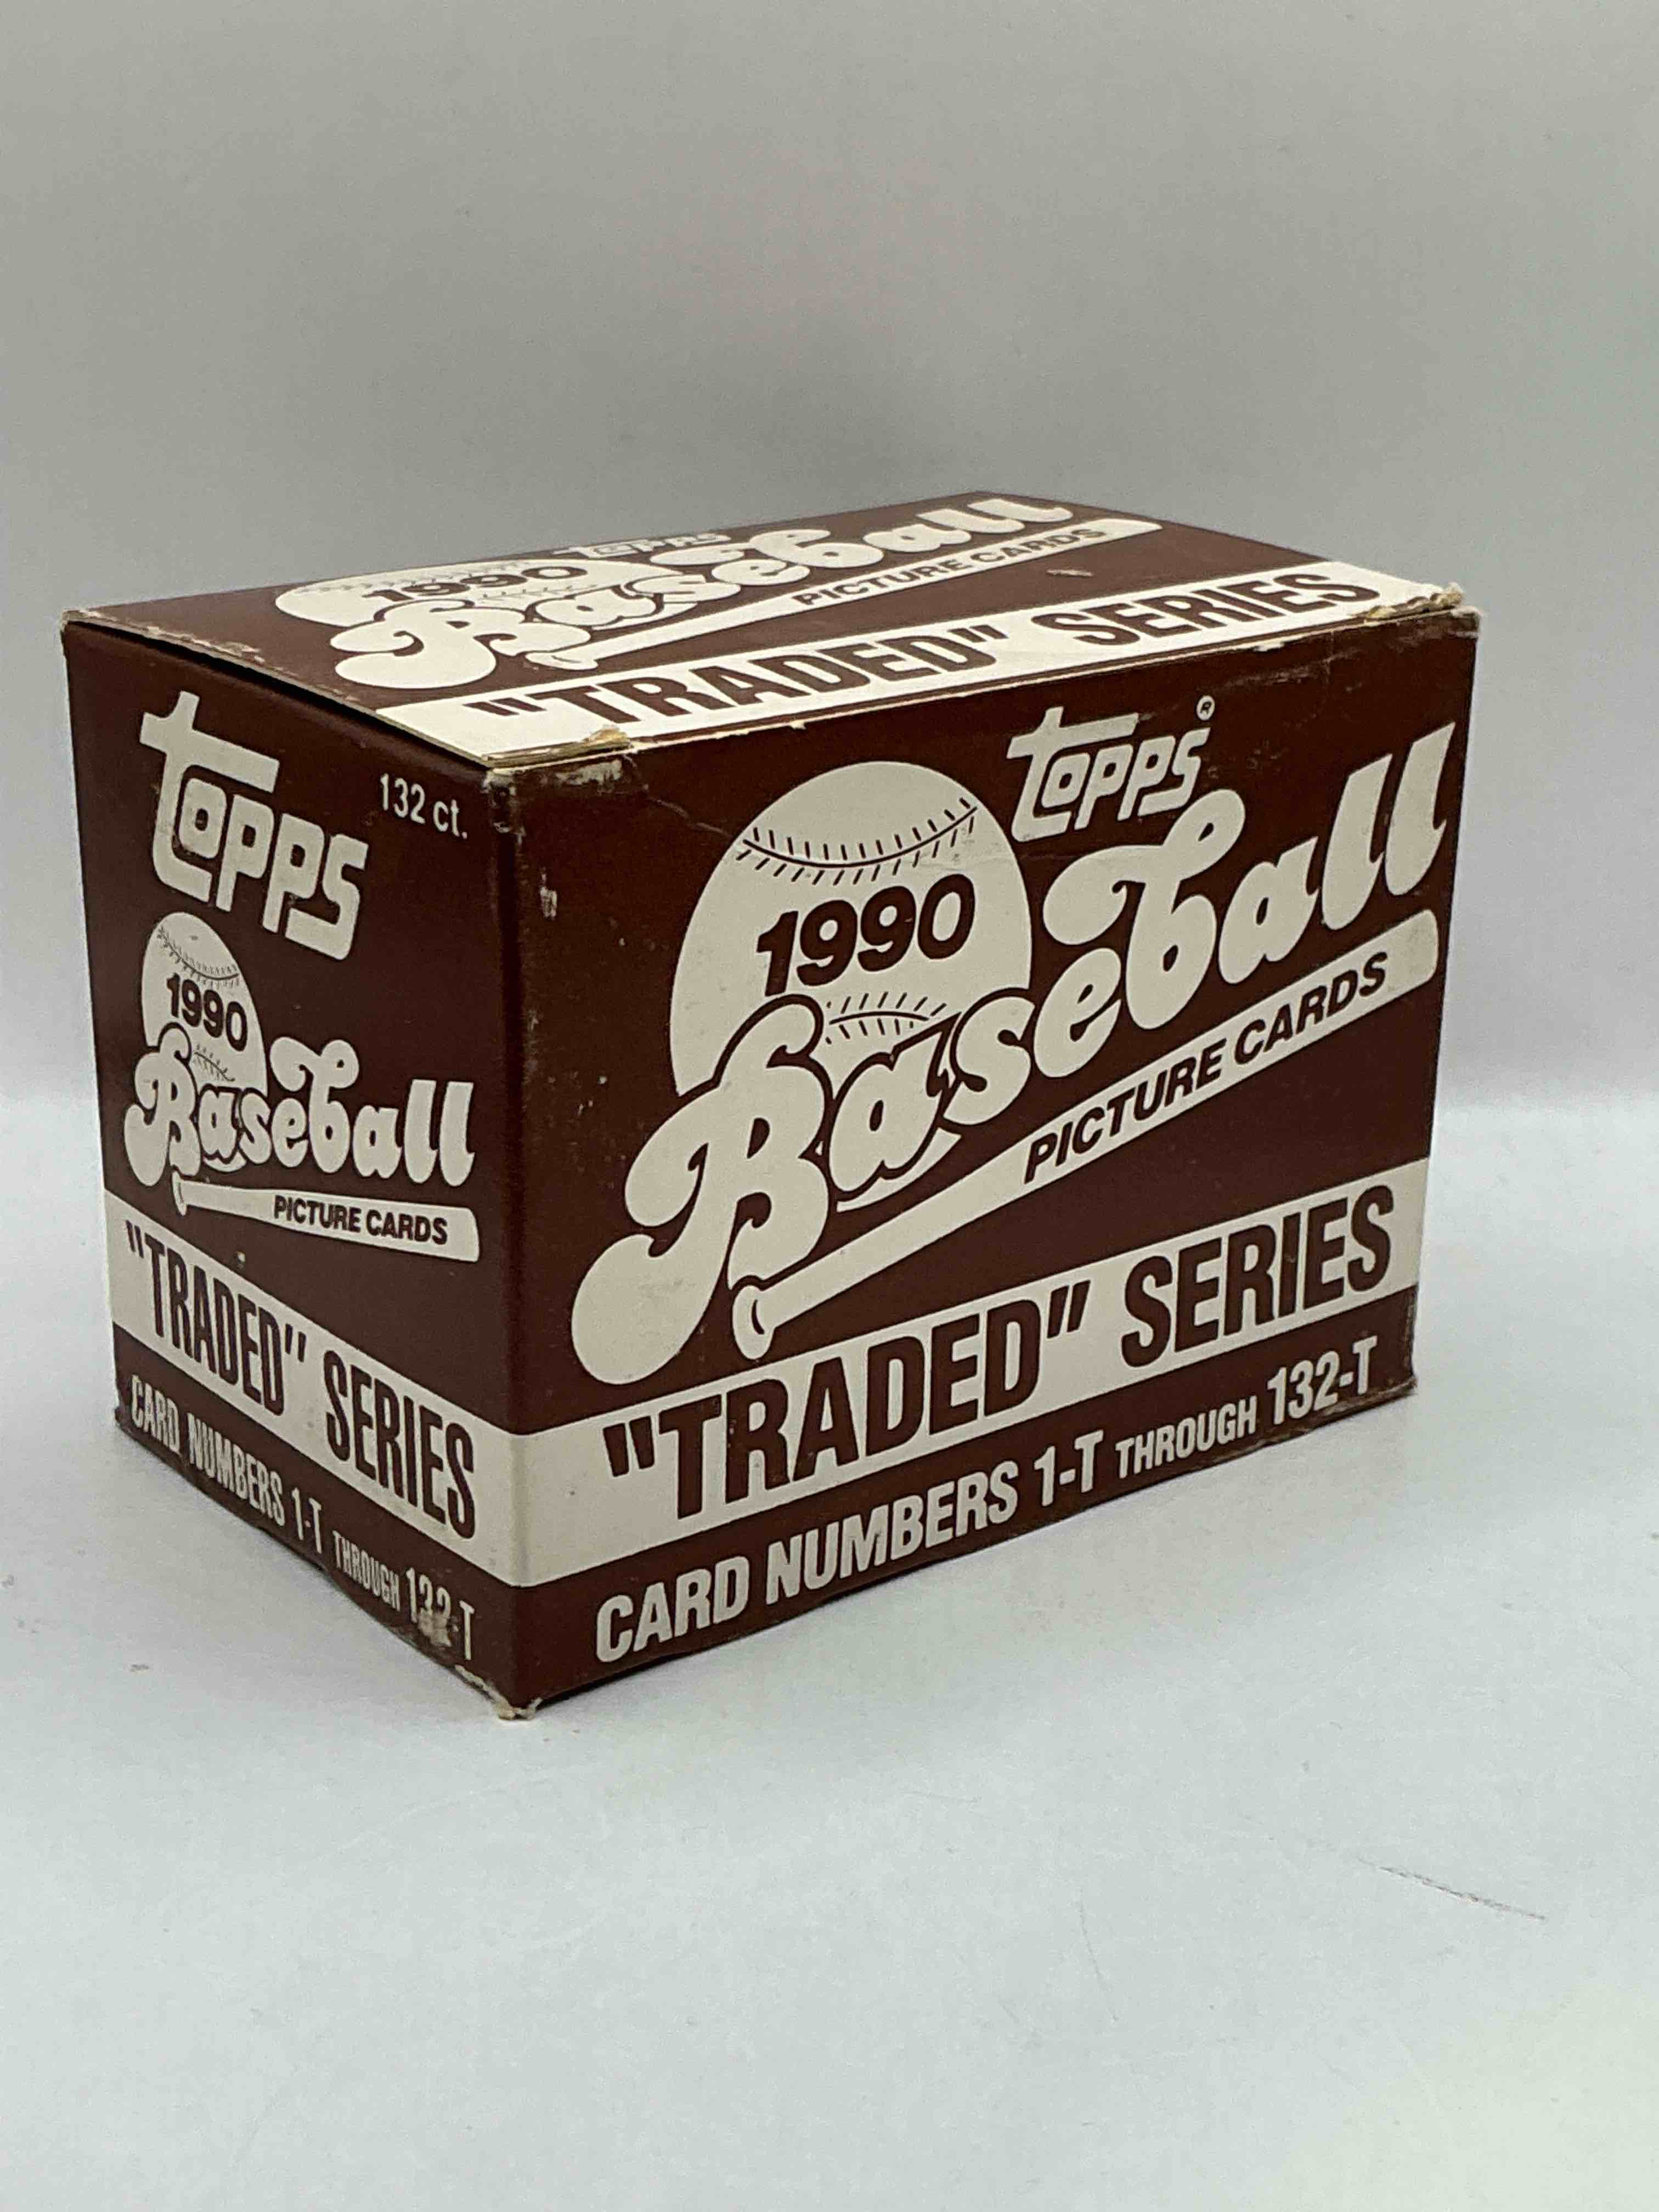 Topps
1990
Baseball
PICTURE CARDS
"TRADED" SERIES
Topps
132 ct.
1990
Baseball
PICTURE CARDS
"TRADED" SERIES
CARD NUMBERS 1-T THROUGH 132-T
Topps®
1990
Baseball
PICTURE CARDS
"TRADED" SERIES
CARD NUMBERS 1-T THROUGH 132-T